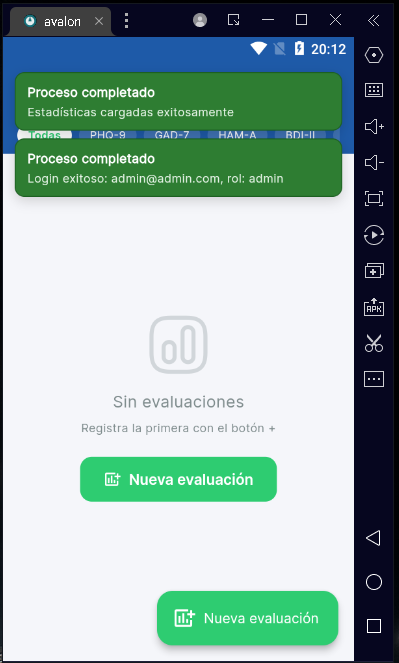 avalon
20:12
Proceso completado
Estadísticas cargadas exitosamente
Todas PHQ-9 GAD-7 HAM-A BDI-II
Proceso completado
Login exitoso: admin@admin.com, rol: admin
Sin evaluaciones
Registra la primera con el botón +
Nueva evaluación
Nueva evaluación
APK